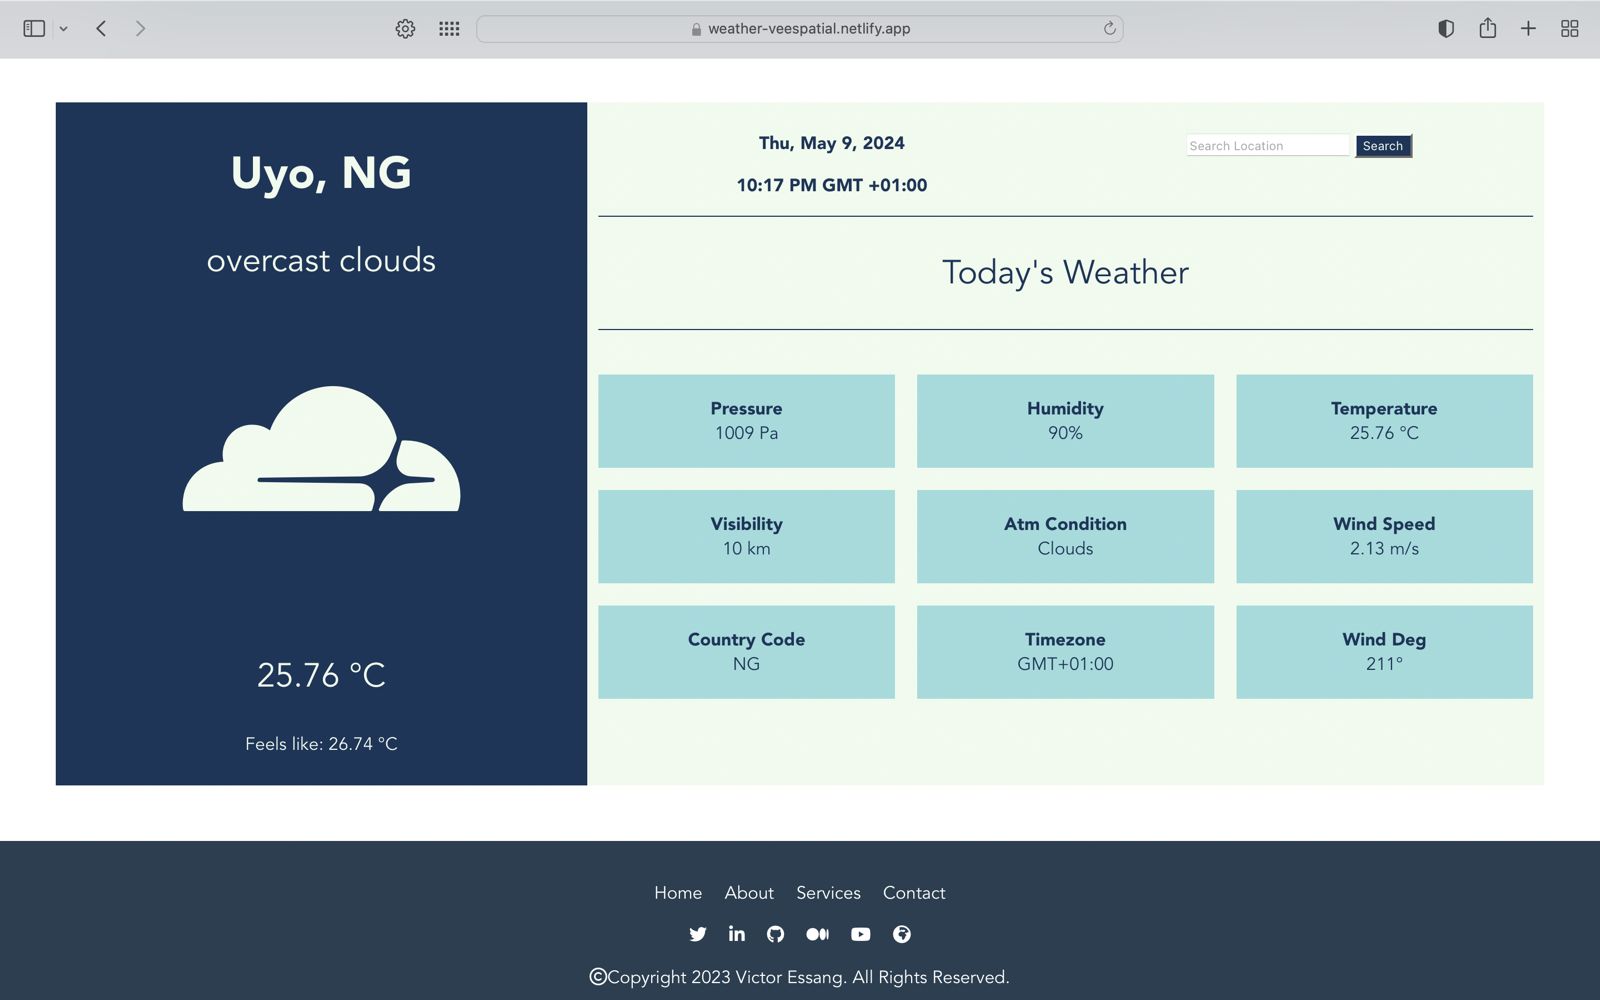 weather-veespatial.netlify.app
Uyo, NG
overcast clouds
25.76 °C
Feels like: 26.74 °C
Thu, May 9, 2024
10:17 PM GMT +01:00
Search Location
Search
Today's Weather
Pressure
1009 Pa
Humidity
90%
Temperature
25.76 °C
Visibility
10 km
Atm Condition
Clouds
Wind Speed
2.13 m/s
Country Code
NG
Timezone
GMT+01:00
Wind Deg
211°
Home About Services Contact
©Copyright 2023 Victor Essang. All Rights Reserved.